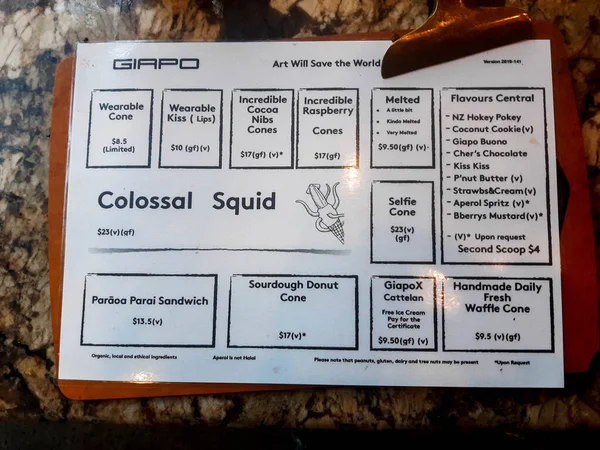 GIAPO
Art Will Save the World
Version 2019-141
Wearable
Cone
$8.5
(Limited)
Wearable
Kiss ( Lips)
$10 (gf)(v)
Incredible
Cocoa
Nibs
Cones
$17(gf) (v)*
Incredible
Raspberry
Cones
$17(gf)
Melted
• A little bit
• Kinda Melted
• Very Melted
$9.50(gf) (v)
Flavours Central
- NZ Hokey Pokey
- Coconut Cookie(v)
- Giapo Buono
- Cher's Chocolate
- Kiss Kiss
- P'nut Butter (v)
- Strawbs&Cream(v)
- Aperol Spritz (v)*
- Bberrys Mustard(v)*
- (V)* Upon request
Second Scoop $4
Colossal Squid
$23(v)(gf)
Selfie
Cone
$23(v)
(gf)
Parāoa Parai Sandwich
$13.5(v)
Sourdough Donut
Cone
$17(v)*
GiapoX
Cattelan
Free Ice Cream
Pay for the
Certificate
$9.50(gf) (v)
Handmade Daily
Fresh
Waffle Cone
$9.5 (v)(gf)
Organic, local and ethical ingredients
Aperol is not Halal
Please note that peanuts, gluten, dairy and tree nuts may be present
*Upon Request